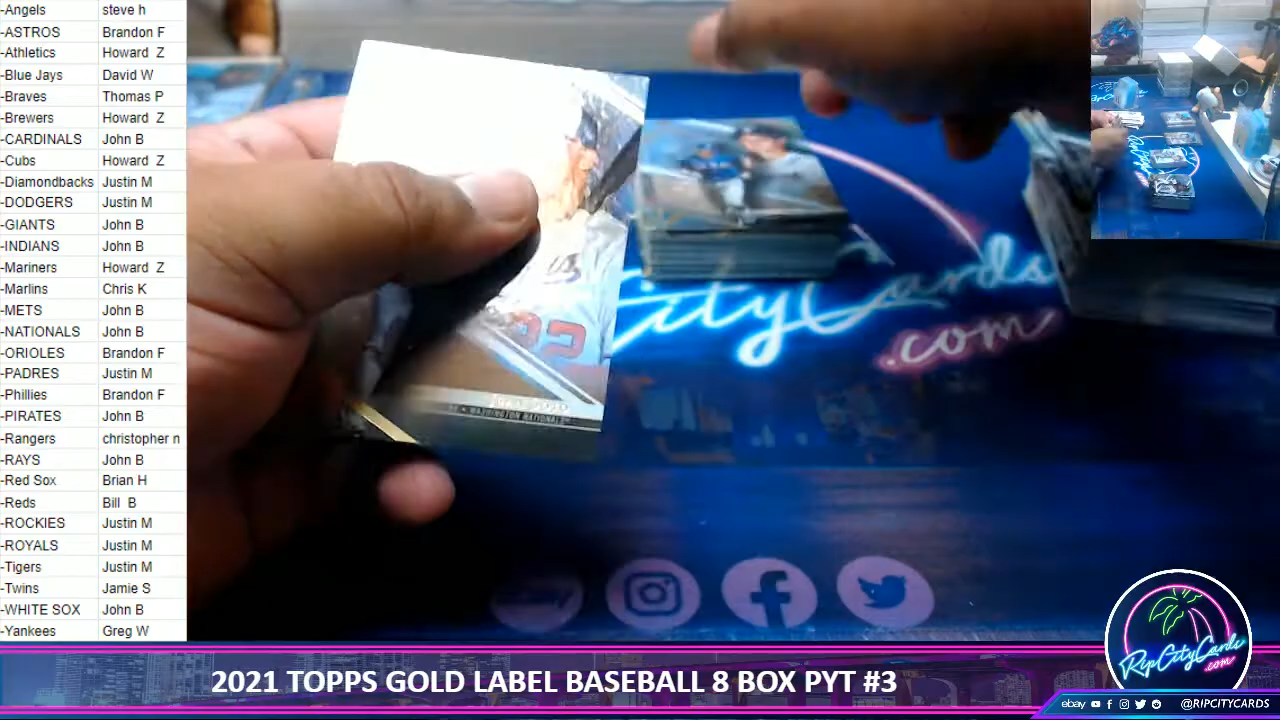 -Angels steve h
-ASTROS Brandon F
-Athletics Howard Z
-Blue Jays David W
-Braves Thomas P
-Brewers Howard Z
-CARDINALS John B
-Cubs Howard Z
-Diamondbacks Justin M
-DODGERS Justin M
-GIANTS John B
-INDIANS John B
-Mariners Howard Z
-Marlins Chris K
-METS John B
-NATIONALS John B
-ORIOLES Brandon F
-PADRES Justin M
-Phillies Brandon F
-PIRATES John B
-Rangers christopher n
-RAYS John B
-Red Sox Brian H
-Reds Bill B
-ROCKIES Justin M
-ROYALS Justin M
-Tigers Justin M
-Twins Jamie S
-WHITE SOX John B
-Yankees Greg W
CityCards
.com
WASHINGTON NATIONALS
RipCityCards
.com
2021 TOPPS GOLD LABEL BASEBALL 8 BOX PYT #3
ebay @RIPCITYCARDS